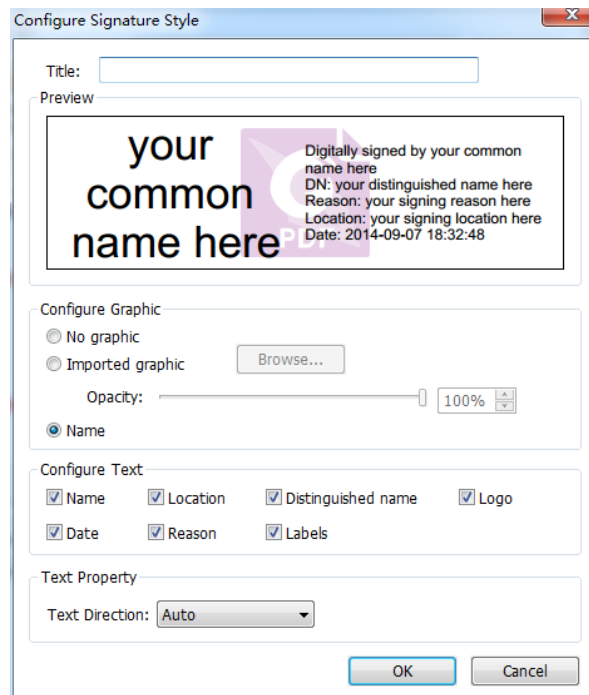 Configure Signature Style
Title:
Preview
your
common
name here
PDF
Digitally signed by your common
name here
DN: your distinguished name here
Reason: your signing reason here
Location: your signing location here
Date: 2014-09-07 18:32:48
Configure Graphic
No graphic
Imported graphic
Browse...
Opacity:
100%
Name
Configure Text
Name
Location
Distinguished name
Logo
Date
Reason
Labels
Text Property
Text Direction:
Auto
OK
Cancel